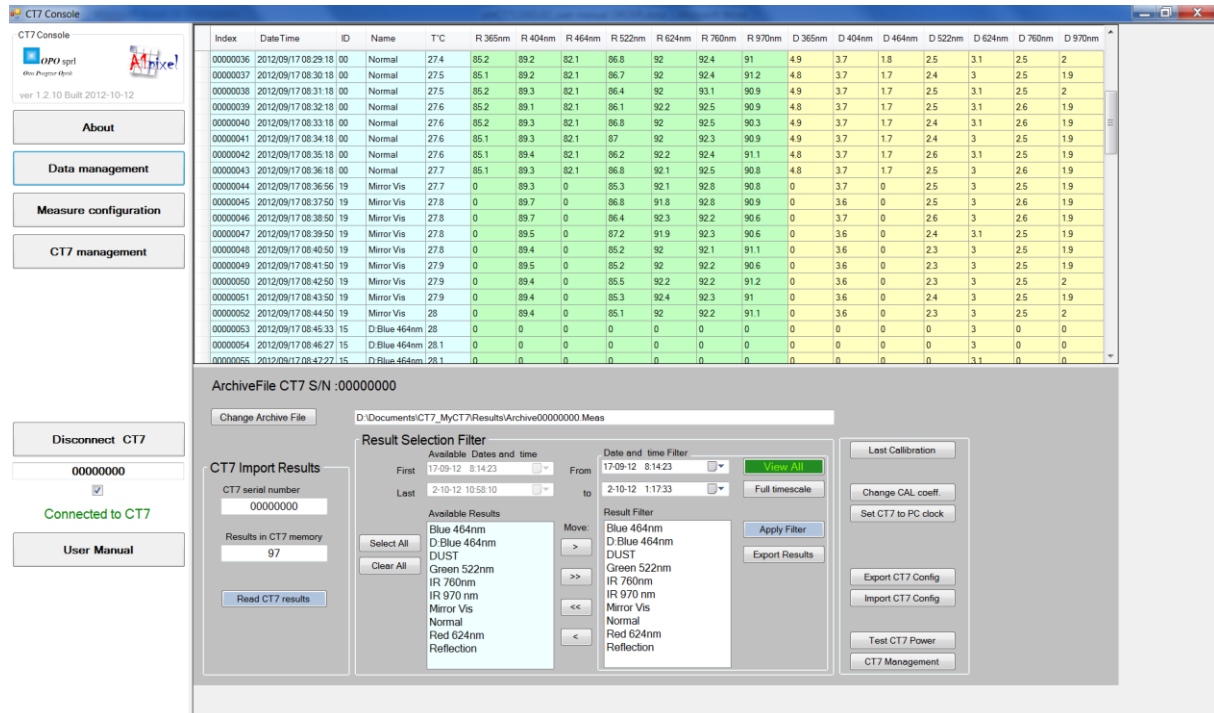 CT7 Console
CT7 Console
OPO sprl
A1pixel
ver 1.2.10 Built 2012-10-12
About
Data management
Measure configuration
CT7 management
Disconnect CT7
00000000
Connected to CT7
User Manual
Index DateTime ID Name T°C R 365nm R 404nm R 464nm R 522nm R 624nm R 760nm R 970nm D 365nm D 404nm D 464nm D 522nm D 624nm D 760nm D 970nm
00000036 2012/09/17 08:29:18 00 Normal 27.4 85.2 89.2 82.1 86.8 92 92.4 91 4.9 3.7 1.8 2.5 3.1 2.5 2
00000037 2012/09/17 08:30:18 00 Normal 27.5 85.1 89.2 82.1 86.7 92 92.4 91.2 4.8 3.7 1.7 2.4 3 2.5 1.9
00000038 2012/09/17 08:31:18 00 Normal 27.5 85.2 89.3 82.1 86.4 92 93.1 90.9 4.9 3.7 1.7 2.5 3.1 2.5 2
00000039 2012/09/17 08:32:18 00 Normal 27.6 85.2 89.1 82.1 86.1 92.2 92.5 90.9 4.8 3.7 1.7 2.5 3.1 2.6 1.9
00000040 2012/09/17 08:33:18 00 Normal 27.6 85.2 89.3 82.1 86.8 92 92.5 90.3 4.9 3.7 1.7 2.4 3.1 2.6 1.9
00000041 2012/09/17 08:34:18 00 Normal 27.6 85.1 89.3 82.1 87 92 92.3 90.9 4.9 3.7 1.7 2.4 3 2.5 1.9
00000042 2012/09/17 08:35:18 00 Normal 27.6 85.1 89.4 82.1 86.2 92.2 92.4 91.1 4.8 3.7 1.7 2.6 3.1 2.5 1.9
00000043 2012/09/17 08:36:18 00 Normal 27.7 85.1 89.3 82.1 86.8 92.1 92.5 90.8 4.8 3.7 1.7 2.5 3 2.6 1.9
00000044 2012/09/17 08:36:56 19 Mirror Vis 27.7 0 89.3 0 85.3 92.1 92.8 90.8 0 3.7 0 2.5 3 2.5 1.9
00000045 2012/09/17 08:37:50 19 Mirror Vis 27.8 0 89.7 0 86.8 91.8 92.8 90.9 0 3.6 0 2.5 3 2.6 1.9
00000046 2012/09/17 08:38:50 19 Mirror Vis 27.8 0 89.7 0 86.4 92.3 92.2 90.6 0 3.7 0 2.6 3 2.6 1.9
00000047 2012/09/17 08:39:50 19 Mirror Vis 27.8 0 89.5 0 87.2 91.9 92.3 90.6 0 3.6 0 2.4 3.1 2.5 1.9
00000048 2012/09/17 08:40:50 19 Mirror Vis 27.8 0 89.4 0 85.2 92 92.1 91.1 0 3.6 0 2.3 3 2.5 1.9
00000049 2012/09/17 08:41:50 19 Mirror Vis 27.9 0 89.5 0 85.2 92 92.2 90.6 0 3.6 0 2.3 3 2.5 1.9
00000050 2012/09/17 08:42:50 19 Mirror Vis 27.9 0 89.4 0 85.5 92.2 92.2 91.2 0 3.6 0 2.3 3 2.5 2
00000051 2012/09/17 08:43:50 19 Mirror Vis 27.9 0 89.4 0 85.3 92.4 92.3 91 0 3.6 0 2.4 3 2.5 1.9
00000052 2012/09/17 08:44:50 19 Mirror Vis 28 0 89.4 0 85.1 92 92.2 91.1 0 3.6 0 2.3 3 2.5 2
00000053 2012/09/17 08:45:33 15 D:Blue 464nm 28 0 0 0 0 0 0 0 0 0 0 0 3 0 0
00000054 2012/09/17 08:46:27 15 D:Blue 464nm 28.1 0 0 0 0 0 0 0 0 0 0 0 3 0 0
00000055 2012/09/17 08:47:27 15 D:Blue 464nm 28.1 0 0 0 0 0 0 0 0 0 0 0 3.1 0 0
ArchiveFile CT7 S/N :00000000
Change Archive File D:\Documents\CT7_MyCT7\Results\Archive00000000.Meas
CT7 Import Results
CT7 serial number
00000000
Results in CT7 memory
97
Read CT7 results
Result Selection Filter
Available Dates and time
First 17-09-12 8:14:23
Last 2-10-12 10:58:10
Available Results
Select All
Clear All
Blue 464nm
D:Blue 464nm
DUST
Green 522nm
IR 760nm
IR 970 nm
Mirror Vis
Normal
Red 624nm
Reflection
Move:
>
>>
<<
<
Date and time Filter
From 17-09-12 8:14:23
to 2-10-12 1:17:33
Result Filter
Blue 464nm
D:Blue 464nm
DUST
Green 522nm
IR 760nm
IR 970 nm
Mirror Vis
Normal
Red 624nm
Reflection
View All
Full timescale
Apply Filter
Export Results
Last Callibration
Change CAL coeff.
Set CT7 to PC clock
Export CT7 Config
Import CT7 Config
Test CT7 Power
CT7 Management